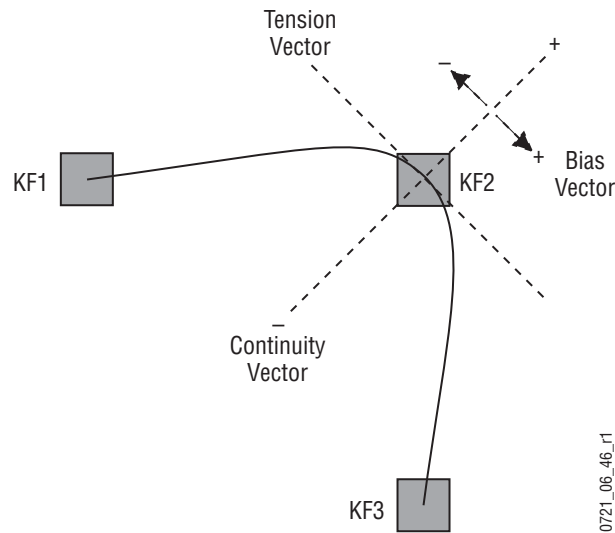 Tension
Vector
+
–
KF1
KF2
+
Bias
Vector
–
Continuity
Vector
KF3
0721_06_46_r1